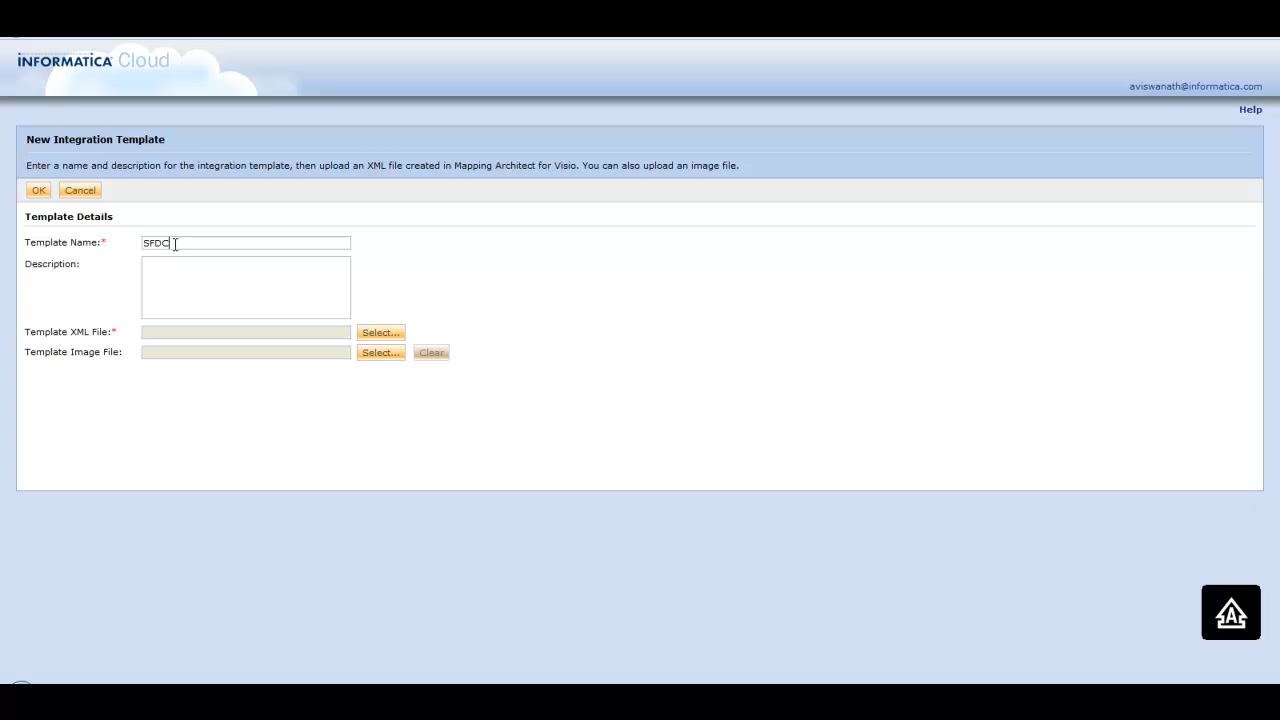 INFORMATICA Cloud
aviswanath@informatica.com
Help
New Integration Template
Enter a name and description for the integration template, then upload an XML file created in Mapping Architect for Visio. You can also upload an image file.
OK Cancel
Template Details
Template Name:* SFDC
Description:
Template XML File:* Select...
Template Image File: Select... Clear
A